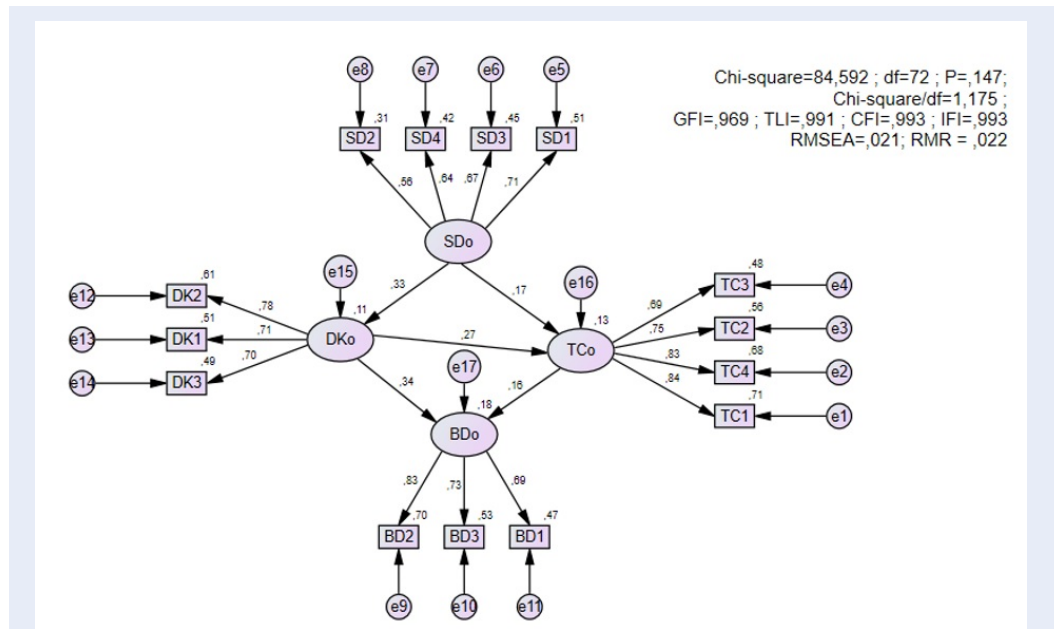 e8 e7 e6 e5
Chi-square=84,592 ; df=72 ; P=,147;
Chi-square/df=1,175 ;
GFI=,969 ; TLI=,991 ; CFI=,993 ; IFI=,993
RMSEA=,021; RMR = ,022
,31 ,42 ,45 ,51
SD2 SD4 SD3 SD1
,56 ,64 ,67 ,71
SDo
e15 e16
,61 ,33 ,17 ,48
e12 DK2 ,78 ,11 ,69 TC3 e4
,51 ,13 ,56
e13 DK1 ,71 DKo ,27 TCo ,75 TC2 e3
,49 ,68
e14 DK3 ,70 e17 ,83 TC4 e2
,34 ,16 ,84 ,71
,18 TC1 e1
BDo
,83 ,73 ,69
,70 ,53 ,47
BD2 BD3 BD1
e9 e10 e11